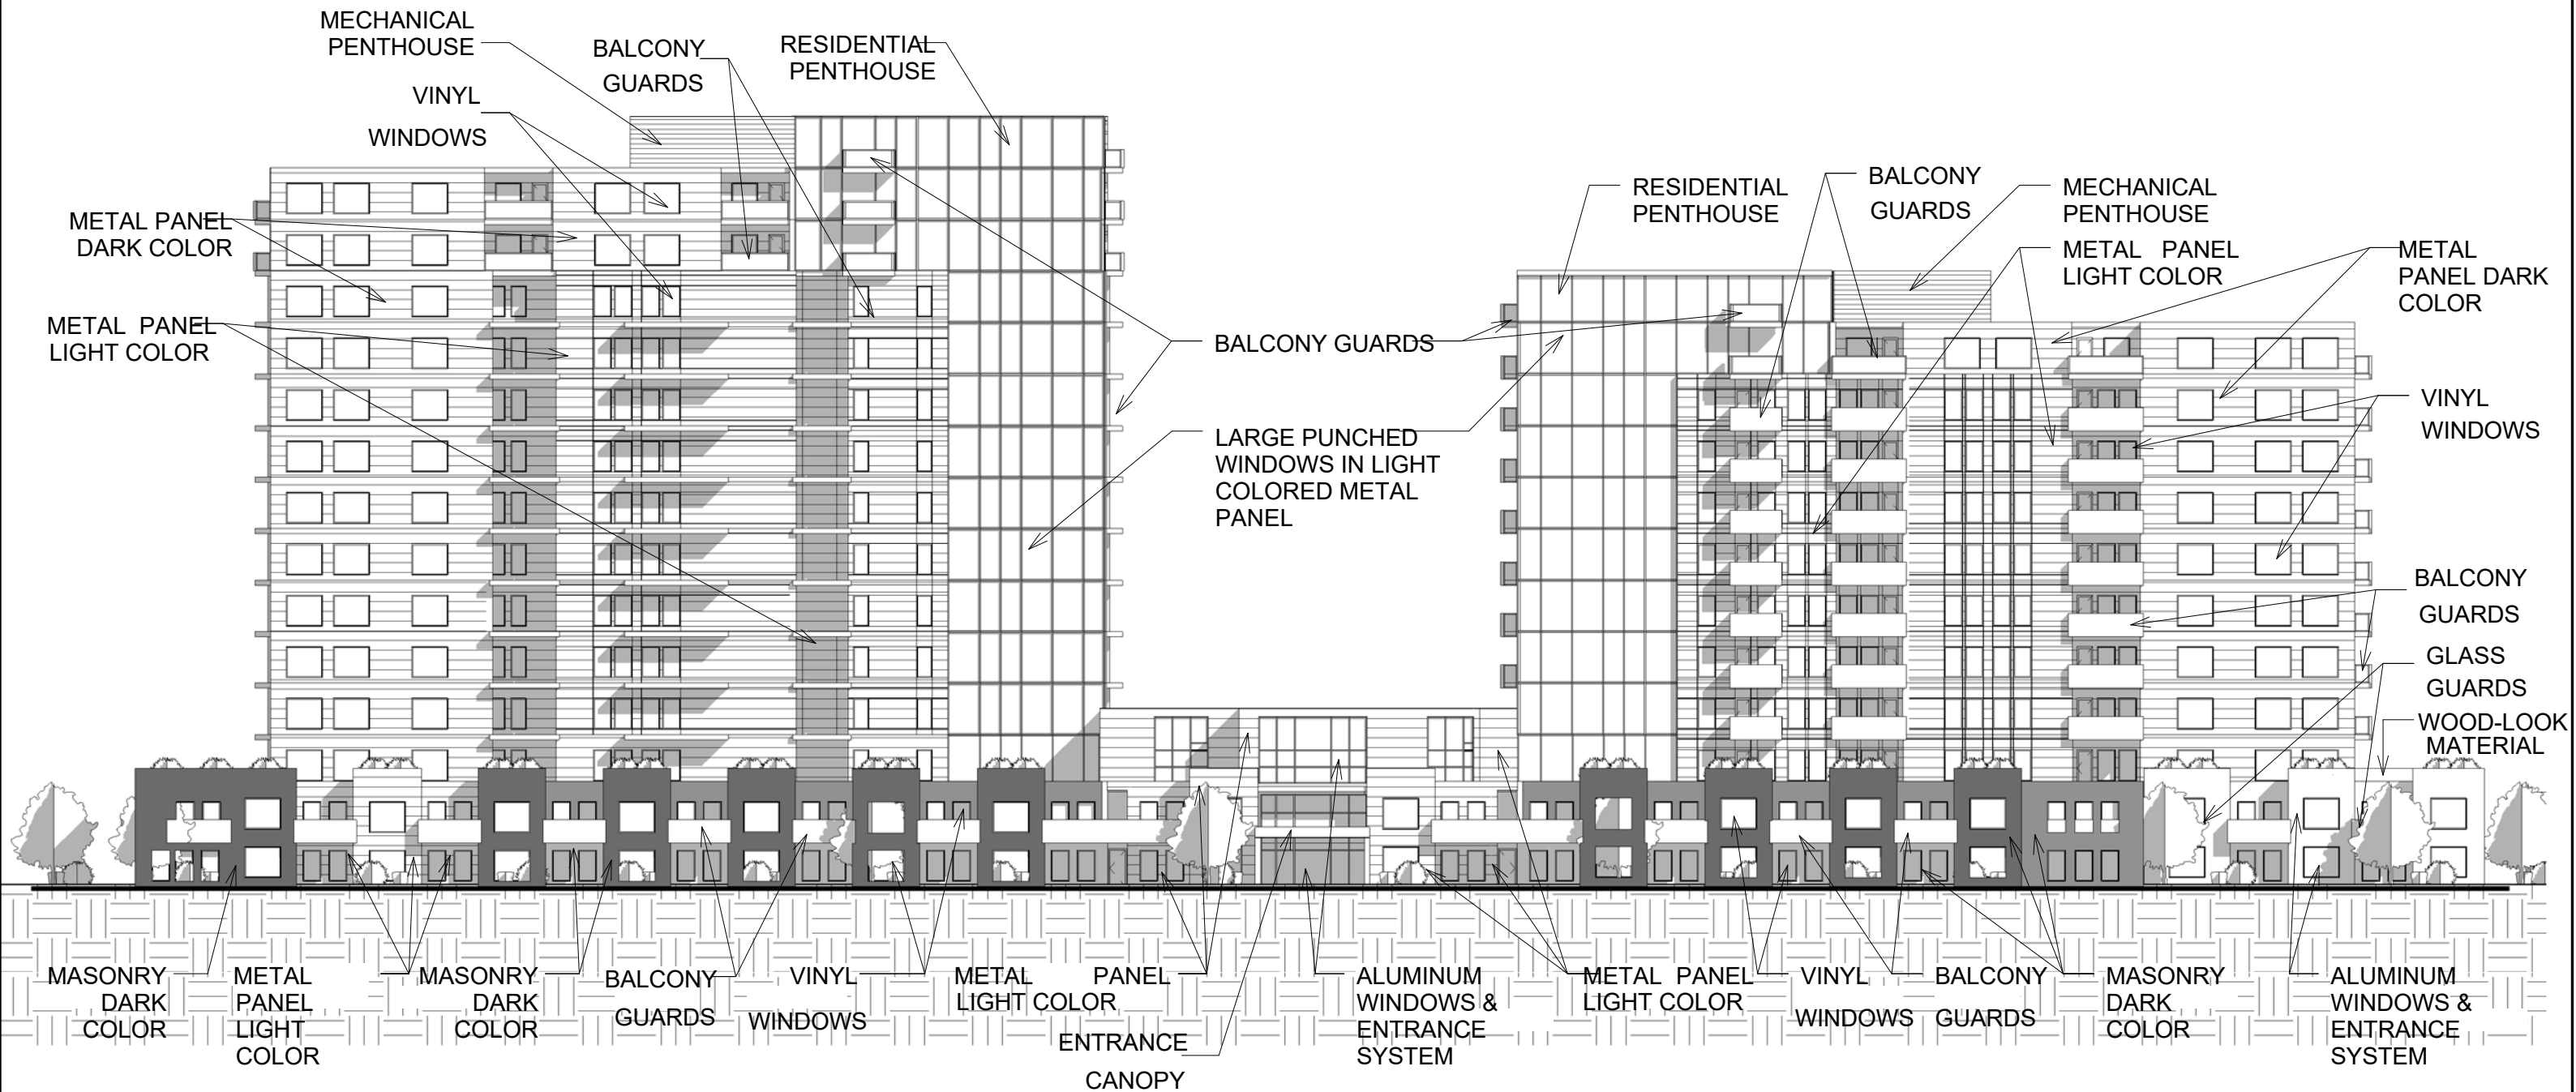 MECHANICAL
PENTHOUSE
BALCONY
GUARDS
RESIDENTIAL
PENTHOUSE
VINYL
WINDOWS
METAL PANEL
DARK COLOR
METAL PANEL
LIGHT COLOR
BALCONY GUARDS
LARGE PUNCHED
WINDOWS IN LIGHT
COLORED METAL
PANEL
RESIDENTIAL
PENTHOUSE
BALCONY
GUARDS
MECHANICAL
PENTHOUSE
METAL PANEL
LIGHT COLOR
METAL
PANEL DARK
COLOR
VINYL
WINDOWS
BALCONY
GUARDS
GLASS
GUARDS
WOOD-LOOK
MATERIAL
MASONRY
DARK
COLOR
METAL
PANEL
LIGHT
COLOR
MASONRY
DARK
COLOR
BALCONY
GUARDS
VINYL
WINDOWS
METAL PANEL
LIGHT COLOR
ENTRANCE
CANOPY
ALUMINUM
WINDOWS &
ENTRANCE
SYSTEM
METAL PANEL
LIGHT COLOR
VINYL
WINDOWS
BALCONY
GUARDS
MASONRY
DARK
COLOR
ALUMINUM
WINDOWS &
ENTRANCE
SYSTEM